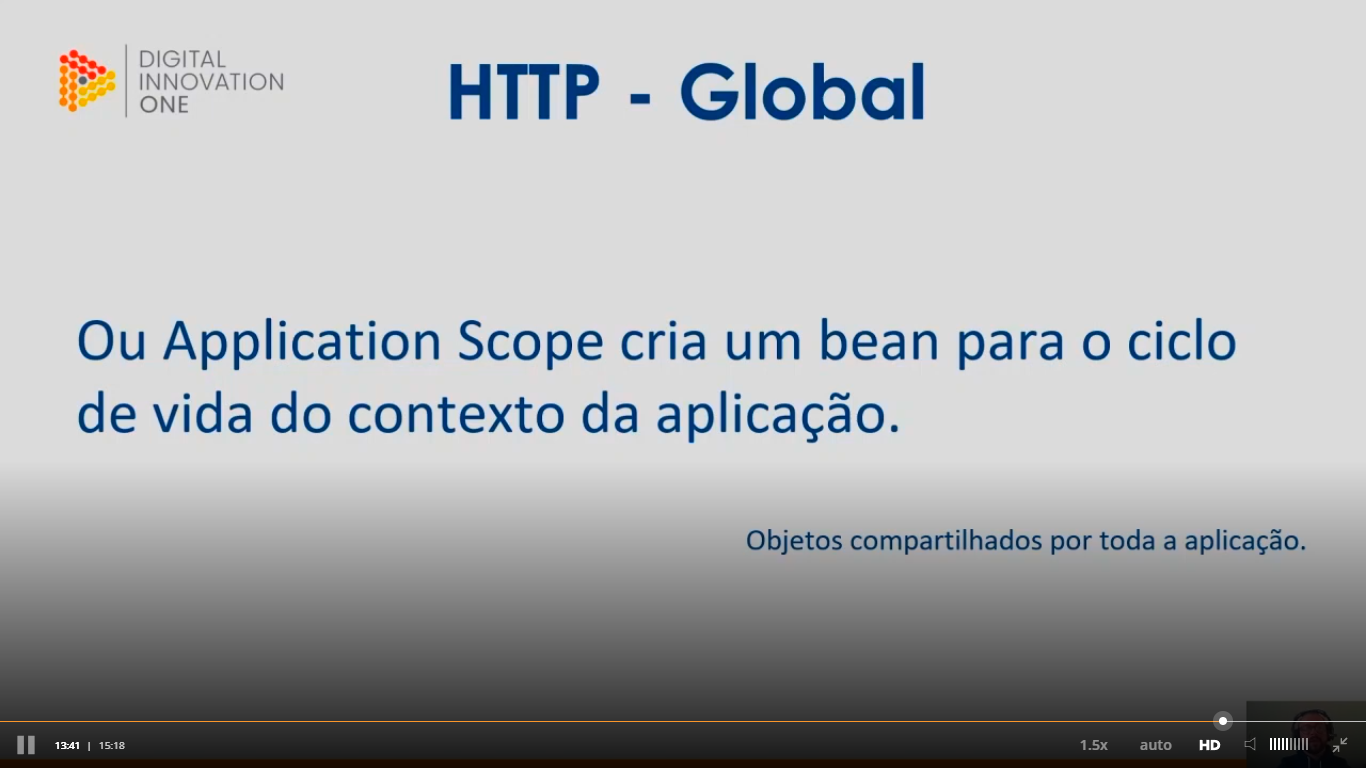 DIGITAL
INNOVATION
ONE
HTTP - Global
Ou Application Scope cria um bean para o ciclo
de vida do contexto da aplicação.
Objetos compartilhados por toda a aplicação.
13:41 | 15:18
1.5x auto HD